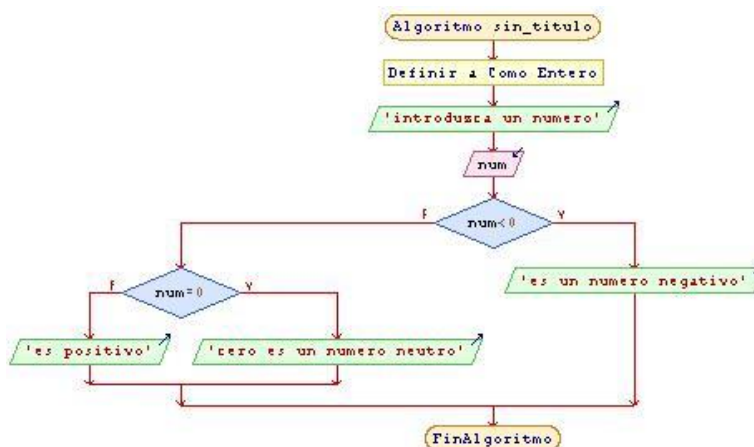 Algoritmo sin_titulo
Definir a Como Entero
'introduzca un numero'
num
num<0
F
V
'es un numero negativo'
num=0
F
V
'es positivo'
'cero es un numero neutro'
FinAlgoritmo